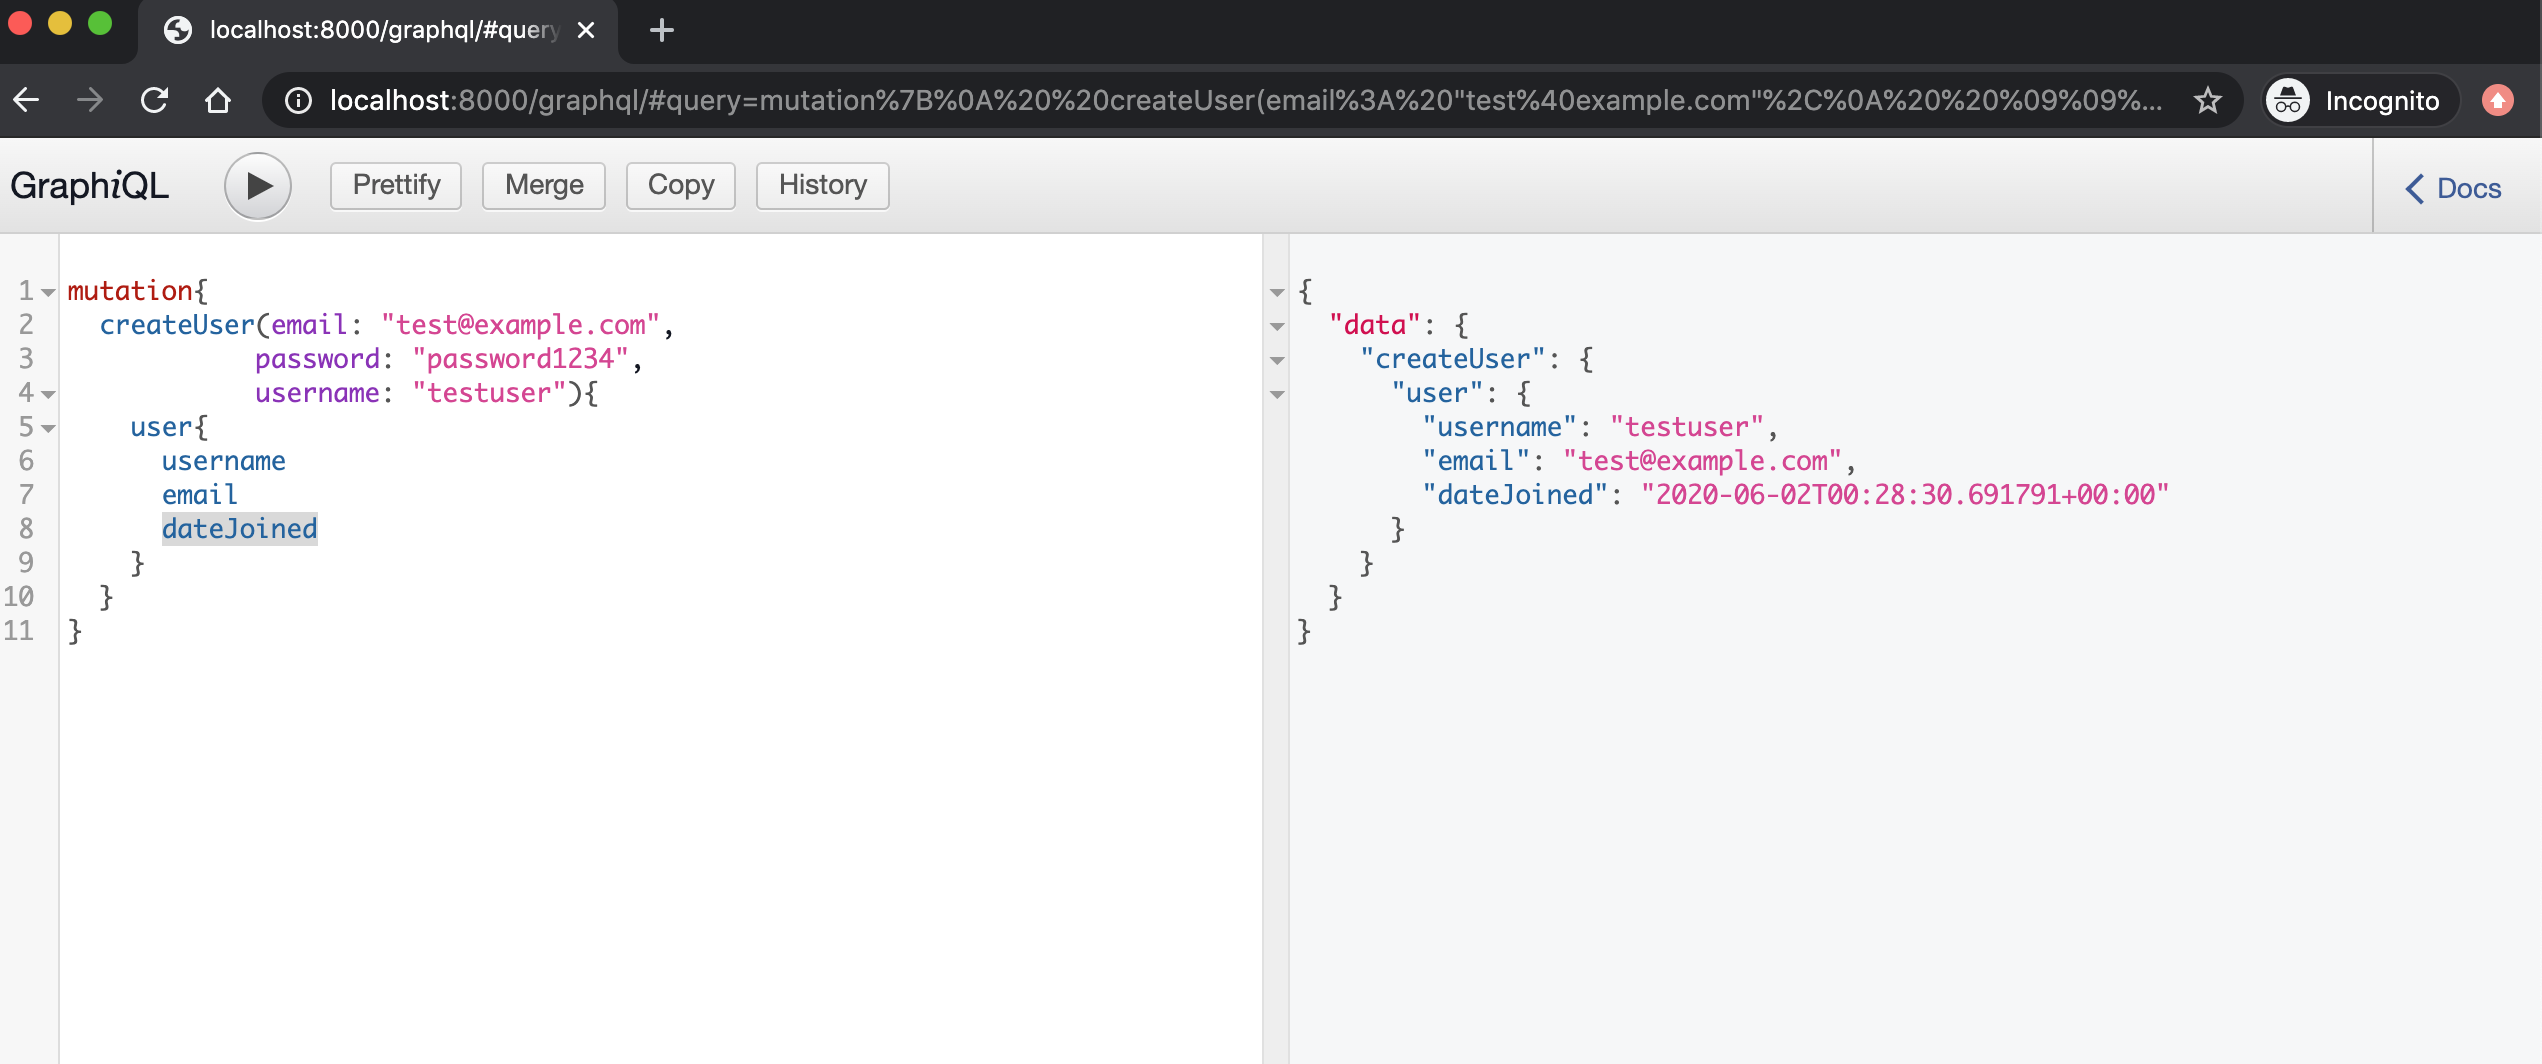 localhost:8000/graphql/#query
localhost:8000/graphql/#query=mutation%7B%0A%20%20createUser(email%3A%20"test%40example.com"%2C%0A%20%20%09%09%...
Incognito
GraphiQL
Prettify
Merge
Copy
History
Docs
1 mutation{
2 createUser(email: "test@example.com",
3 password: "password1234",
4 username: "testuser"){
5 user{
6 username
7 email
8 dateJoined
9 }
10 }
11 }
{
"data": {
"createUser": {
"user": {
"username": "testuser",
"email": "test@example.com",
"dateJoined": "2020-06-02T00:28:30.691791+00:00"
}
}
}
}